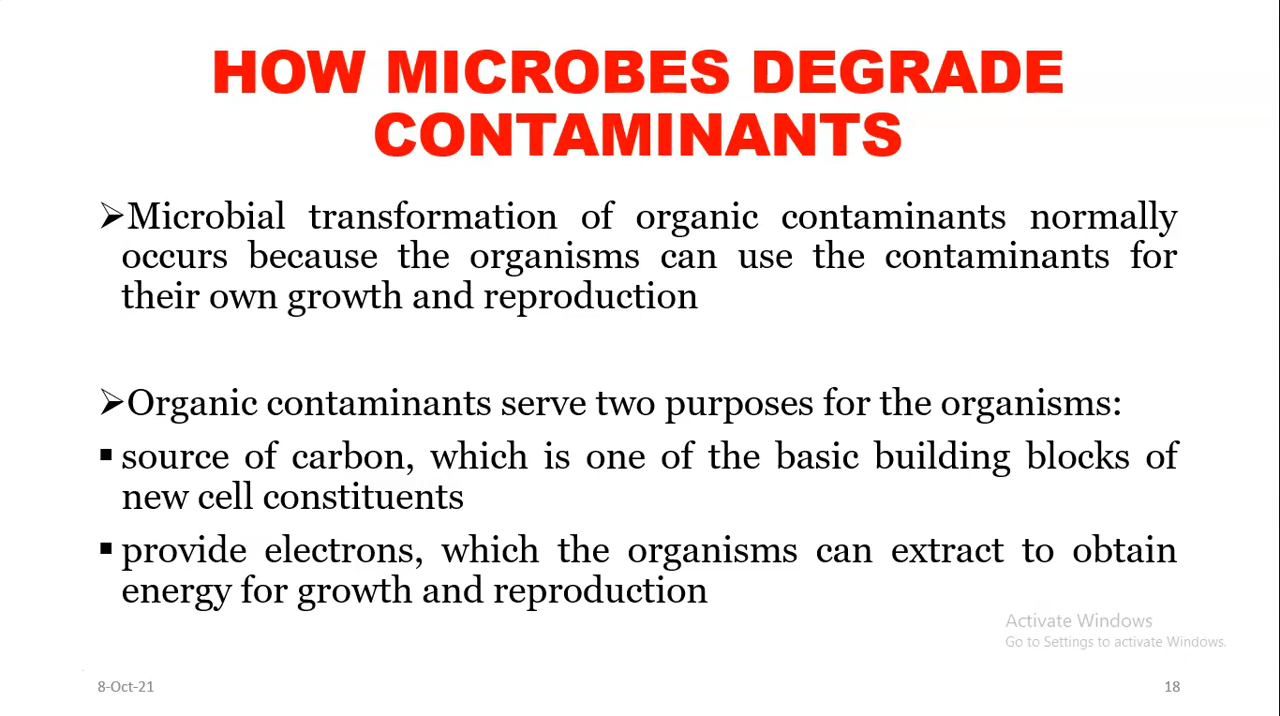 HOW MICROBES DEGRADE
CONTAMINANTS
➢Microbial transformation of organic contaminants normally
occurs because the organisms can use the contaminants for
their own growth and reproduction
➢Organic contaminants serve two purposes for the organisms:
▪ source of carbon, which is one of the basic building blocks of
new cell constituents
▪ provide electrons, which the organisms can extract to obtain
energy for growth and reproduction
Activate Windows
Go to Settings to activate Windows.
8-Oct-21
18